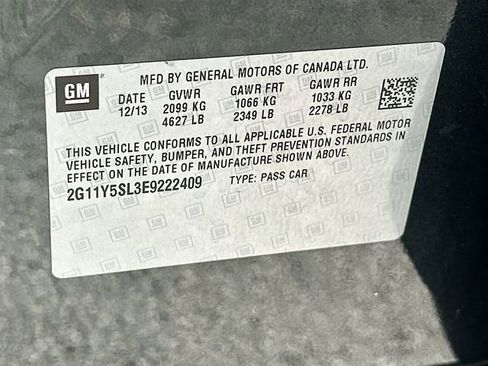 GM
MFD BY GENERAL MOTORS OF CANADA LTD.
DATE GVWR GAWR FRT GAWR RR
12/13 2099 KG 1066 KG 1033 KG
4627 LB 2349 LB 2278 LB
THIS VEHICLE CONFORMS TO ALL APPLICABLE U.S. FEDERAL MOTOR
VEHICLE SAFETY, BUMPER, AND THEFT PREVENTION STANDARDS IN
EFFECT ON THE DATE OF MANUFACTURE SHOWN ABOVE.
2G11Y5SL3E9222409 TYPE: PASS CAR